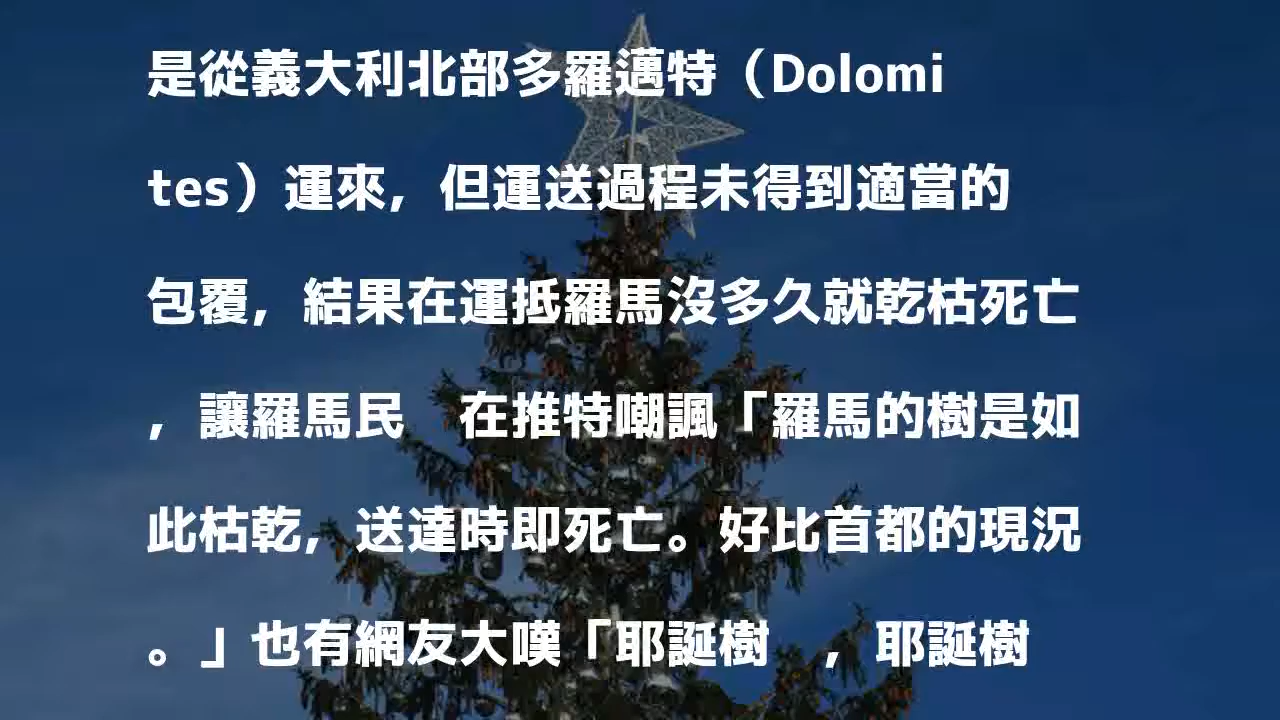 是從義大利北部多羅邁特（Dolomi
tes）運來，但運送過程未得到適當的
包覆，結果在運抵羅馬沒多久就乾枯死亡
，讓羅馬民　在推特嘲諷「羅馬的樹是如
此枯乾，送達時即死亡。好比首都的現況
。」也有網友大嘆「耶誕樹　，耶誕樹